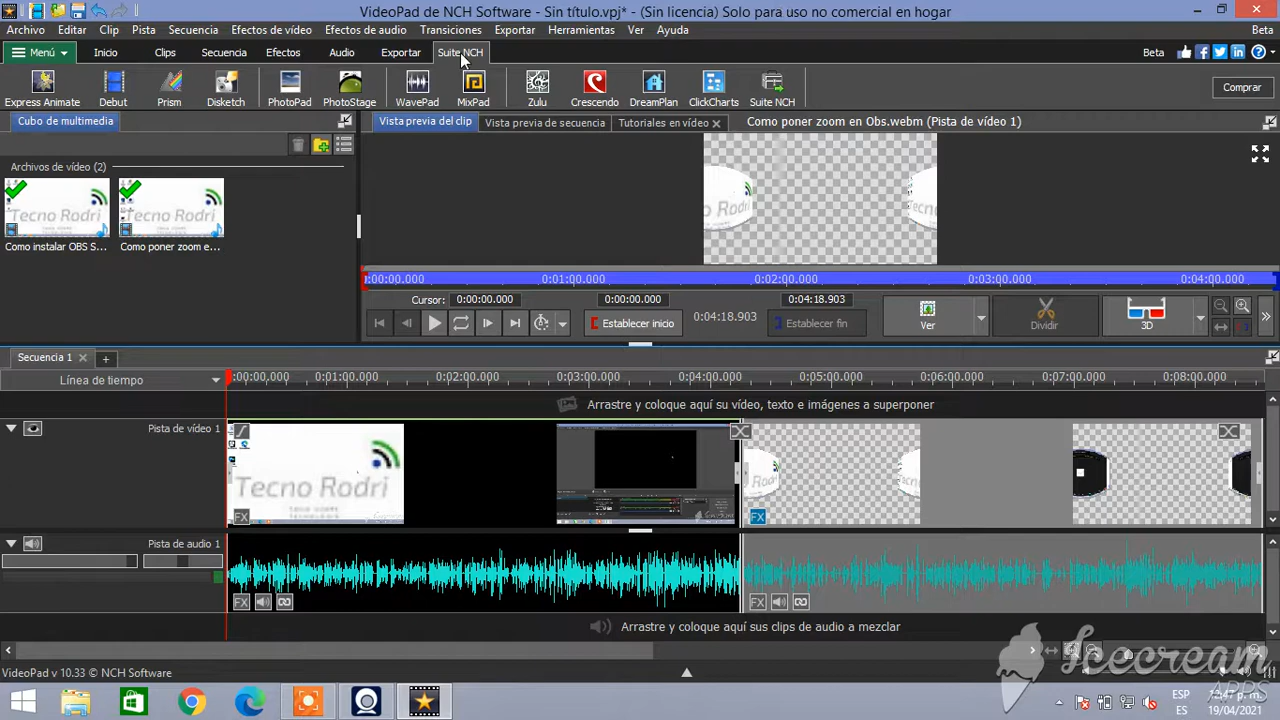 VideoPad de NCH Software - Sin título.vpj* - (Sin licencia) Solo para uso no comercial en hogar
Archivo Editar Clip Pista Secuencia Efectos de vídeo Efectos de audio Transiciones Exportar Herramientas Ver Ayuda Beta
Menú Inicio Clips Secuencia Efectos Audio Exportar Suite NCH Beta
Express Animate Debut Prism Disketch PhotoPad PhotoStage WavePad MixPad Zulu Crescendo DreamPlan ClickCharts Suite NCH Comprar
Cubo de multimedia Vista previa del clip Vista previa de secuencia Tutoriales en vídeo Como poner zoom en Obs.webm (Pista de vídeo 1)
Archivos de vídeo (2)
Tecno Rodri Tecno Rodri
Como instalar OBS S... Como poner zoom e...
0:00:00.000 0:01:00.000 0:02:00.000 0:03:00.000 0:04:00.000
Cursor: 0:00:00.000 0:00:00.000 0:04:18.903
Establecer inicio 0:04:18.903 Establecer fin Ver Dividir 3D
Secuencia 1
Línea de tiempo :00:00,000 0:01:00.000 0:02:00.000 0:03:00.000 0:04:00.000 0:05:00.000 0:06:00.000 0:07:00.000 0:08:00.000
Arrastre y coloque aquí su vídeo, texto e imágenes a superponer
Pista de vídeo 1
Tecno Rodri
FX FX
Pista de audio 1
FX FX
Arrastre y coloque aquí sus clips de audio a mezclar
VideoPad v 10.33 © NCH Software
Icecream
APPS
ESP 12:47 p. m.
ES 19/04/2021